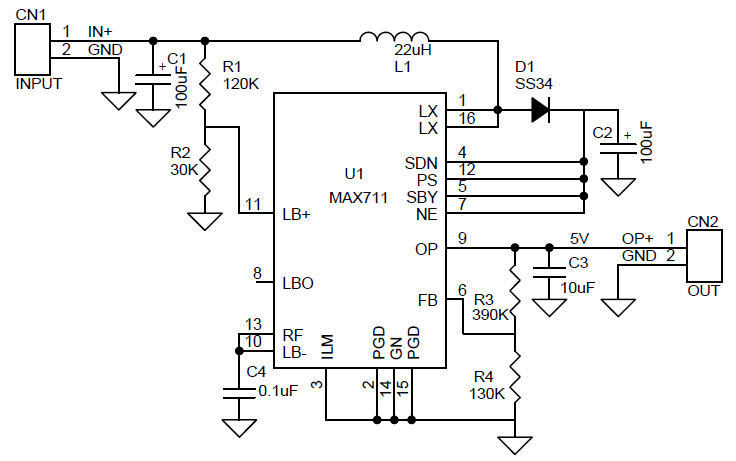 CN1
1 IN+
2 GND
INPUT
+ C1
100uF
R1
120K
R2
30K
22uH
L1
D1
SS34
C2 +
100uF
U1
MAX711
LX 1
LX 16
SDN 4
PS 12
SBY 5
NE 7
OP 9
FB 6
11 LB+
8 LBO
13 RF
10 LB-
ILM 3
PGD 2
GN 14
PGD 15
C4
0.1uF
R3
390K
R4
130K
C3
10uF
5V
CN2
OP+ 1
GND 2
OUT